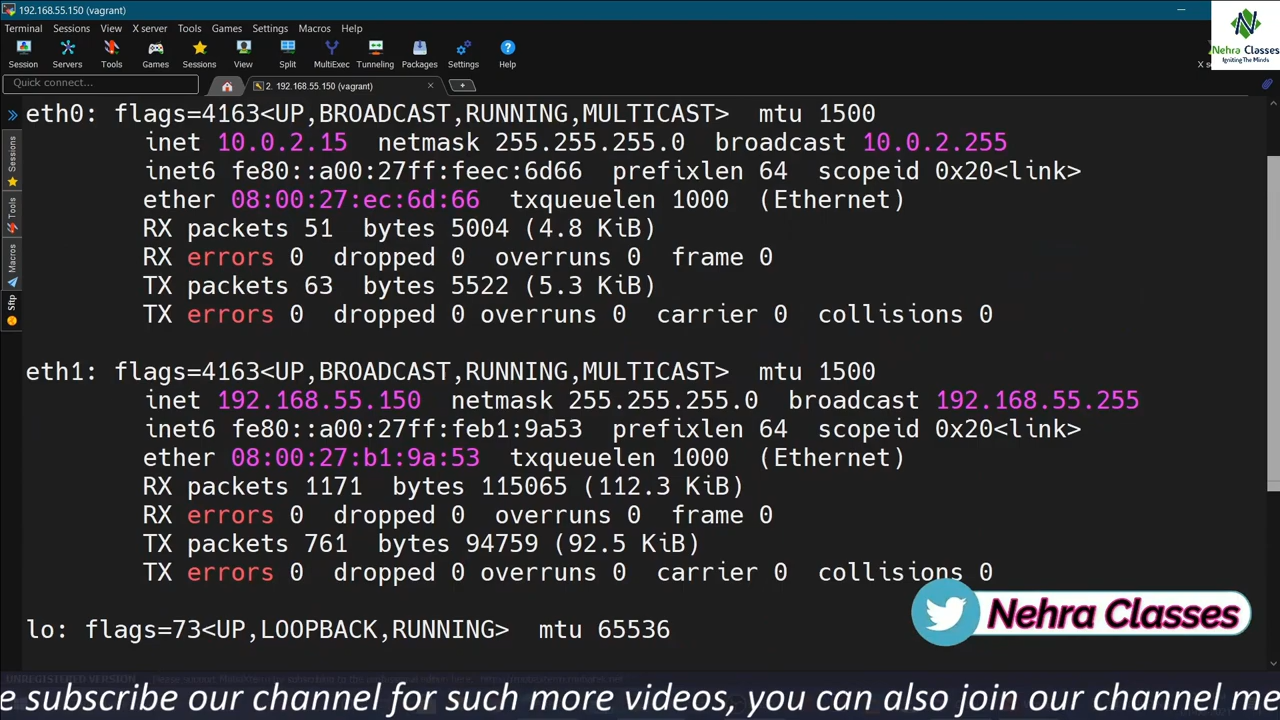 192.168.55.150 (vagrant)
Terminal Sessions View X server Tools Games Settings Macros Help
Session Servers Tools Games Sessions View Split MultiExec Tunneling Packages Settings Help
X se
Nehra Classes
Igniting The Minds
Quick connect...
2. 192.168.55.150 (vagrant)
Sessions
Tools
Macros
Sftp
eth0: flags=4163<UP,BROADCAST,RUNNING,MULTICAST> mtu 1500
inet 10.0.2.15 netmask 255.255.255.0 broadcast 10.0.2.255
inet6 fe80::a00:27ff:feec:6d66 prefixlen 64 scopeid 0x20<link>
ether 08:00:27:ec:6d:66 txqueuelen 1000 (Ethernet)
RX packets 51 bytes 5004 (4.8 KiB)
RX errors 0 dropped 0 overruns 0 frame 0
TX packets 63 bytes 5522 (5.3 KiB)
TX errors 0 dropped 0 overruns 0 carrier 0 collisions 0
eth1: flags=4163<UP,BROADCAST,RUNNING,MULTICAST> mtu 1500
inet 192.168.55.150 netmask 255.255.255.0 broadcast 192.168.55.255
inet6 fe80::a00:27ff:feb1:9a53 prefixlen 64 scopeid 0x20<link>
ether 08:00:27:b1:9a:53 txqueuelen 1000 (Ethernet)
RX packets 1171 bytes 115065 (112.3 KiB)
RX errors 0 dropped 0 overruns 0 frame 0
TX packets 761 bytes 94759 (92.5 KiB)
TX errors 0 dropped 0 overruns 0 carrier 0 collisions 0
Nehra Classes
lo: flags=73<UP,LOOPBACK,RUNNING> mtu 65536
UNREGISTERED VERSION
e subscribe our channel for such more videos, you can also join our channel me